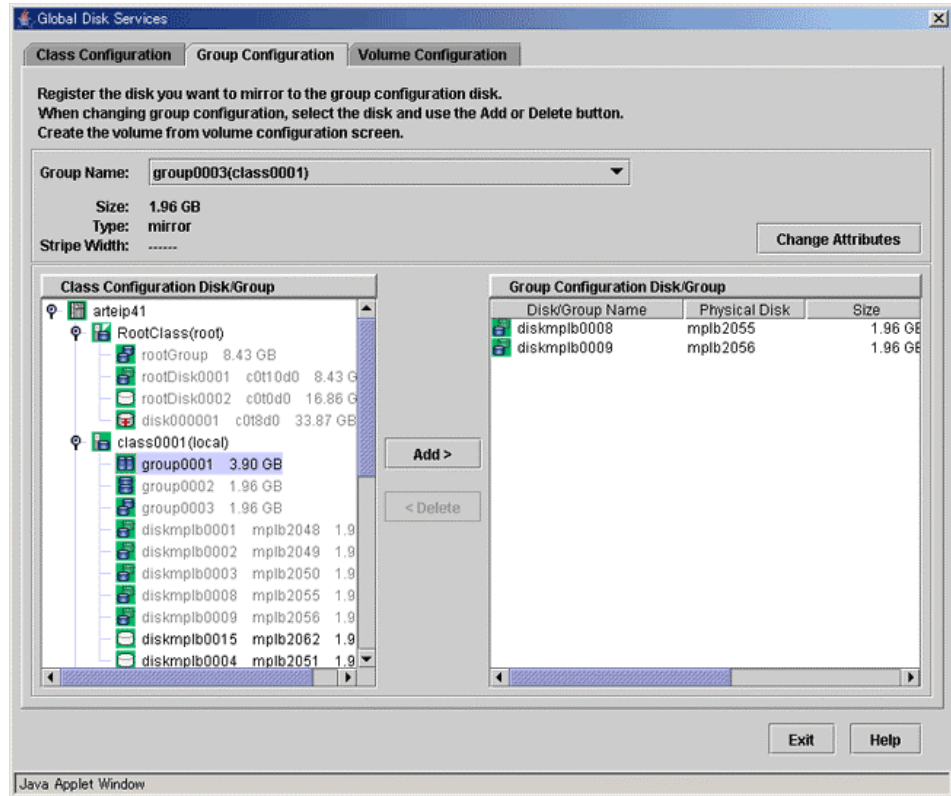 Global Disk Services
Class Configuration Group Configuration Volume Configuration
Register the disk you want to mirror to the group configuration disk.
When changing group configuration, select the disk and use the Add or Delete button.
Create the volume from volume configuration screen.
Group Name: group0003(class0001)
Size: 1.96 GB
Type: mirror
Stripe Width: ------
Change Attributes
Class Configuration Disk/Group
arteip41
RootClass(root)
rootGroup 8.43 GB
rootDisk0001 c0t10d0 8.43 G
rootDisk0002 c0t0d0 16.86 G
disk000001 c0t8d0 33.87 GB
class0001(local)
group0001 3.90 GB
group0002 1.96 GB
group0003 1.96 GB
diskmplb0001 mplb2048 1.9
diskmplb0002 mplb2049 1.9
diskmplb0003 mplb2050 1.9
diskmplb0008 mplb2055 1.9
diskmplb0009 mplb2056 1.9
diskmplb0015 mplb2062 1.9
diskmplb0004 mplb2051 1.9
Add >
< Delete
Group Configuration Disk/Group
Disk/Group Name Physical Disk Size
diskmplb0008 mplb2055 1.96 GB
diskmplb0009 mplb2056 1.96 GB
Exit Help
Java Applet Window